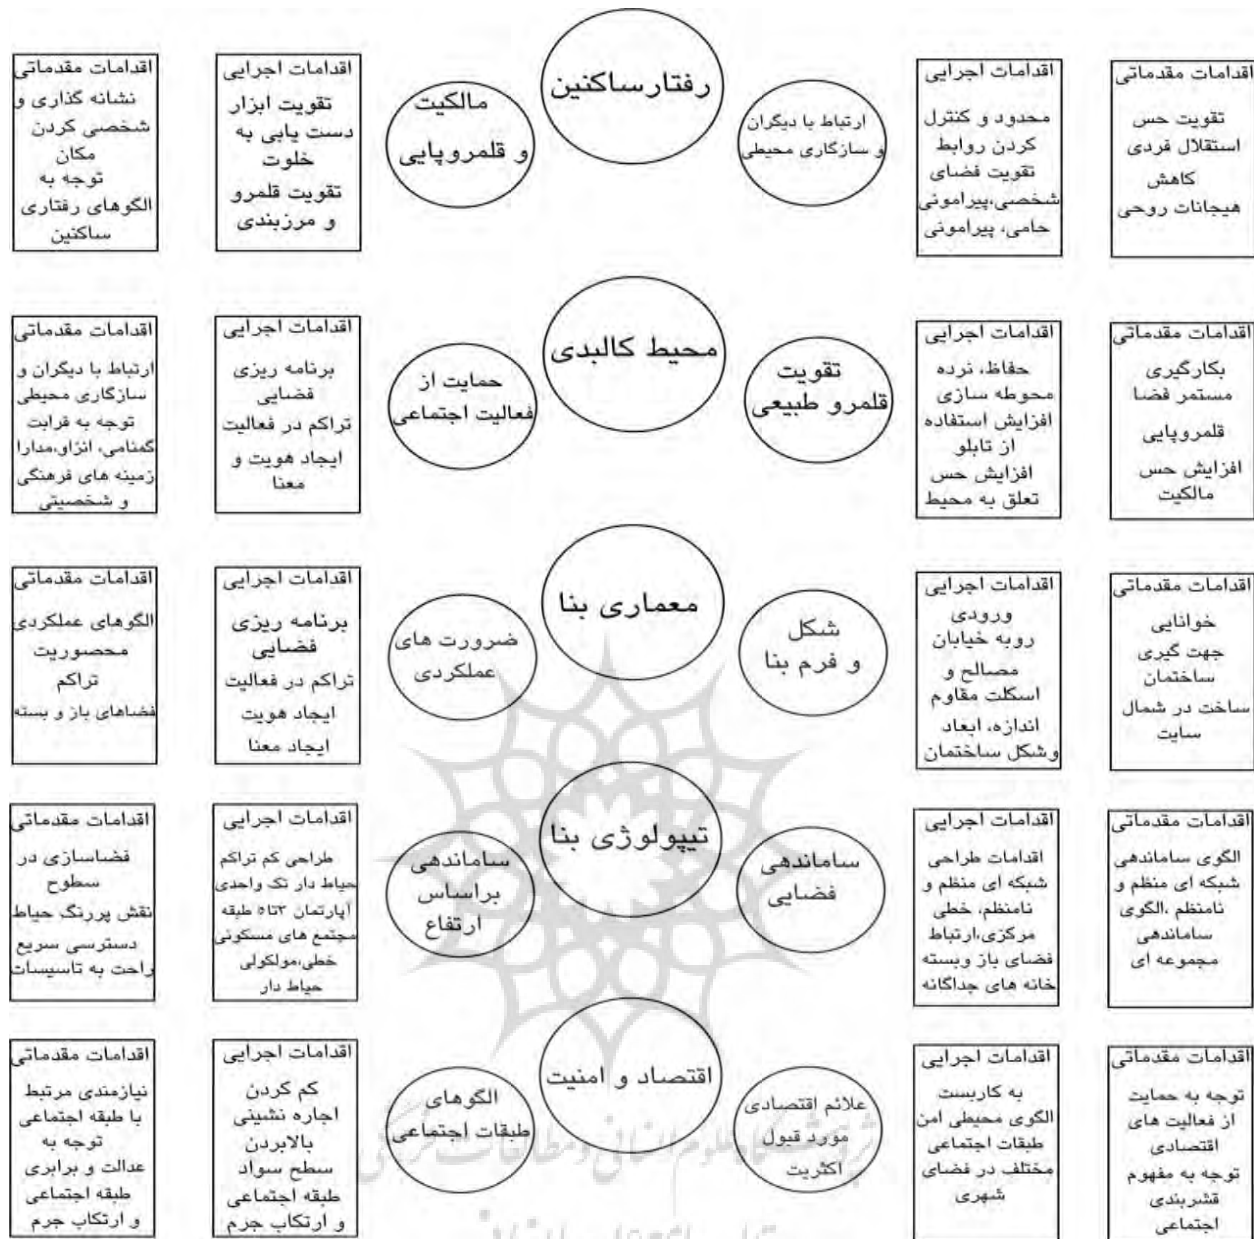 اقدامات مقدماتی
تقویت حس
استقلال فردی
کاهش
هیجانات روحی
اقدامات اجرایی
محدود و کنترل
کردن روابط
تقویت فضای
شخصی،پیرامونی
حامی، پیرامونی
ارتباط با دیگران
و سازگاری محیطی
رفتارساکنین
مالکیت
و قلمروپایی
اقدامات اجرایی
تقویت ابزار
دست یابی به
خلوت
تقویت قلمرو
و مرزبندی
اقدامات مقدماتی
نشانه گذاری و
شخصی کردن
مکان
توجه به
الگوهای رفتاری
ساکنین
اقدامات مقدماتی
بکارگیری
مستمر فضا
قلمروپایی
افزایش حس
مالکیت
اقدامات اجرایی
حفاظ، نرده
محوطه سازی
افزایش استفاده
از تابلو
افزایش حس
تعلق به محیط
تقویت
قلمرو طبیعی
محیط کالبدی
حمایت از
فعالیت اجتماعی
اقدامات اجرایی
برنامه ریزی
فضایی
تراکم در فعالیت
ایجاد هویت و
معنا
اقدامات مقدماتی
ارتباط با دیگران و
سازگاری محیطی
توجه به قرابت
گمنامی، انزاو،مدارا
زمینه های فرهنگی
و شخصیتی
اقدامات مقدماتی
خوانایی
جهت گیری
ساختمان
ساخت در شمال
سایت
اقدامات اجرایی
ورودی
روبه خیابان
مصالح و
اسکلت مقاوم
اندازه، ابعاد
وشکل ساختمان
شکل
و فرم بنا
معماری بنا
ضرورت های
عملکردی
اقدامات اجرایی
برنامه ریزی
فضایی
تراکم در فعالیت
ایجاد هویت
ایجاد معنا
اقدامات مقدماتی
الگوهای عملکردی
محصوریت
تراکم
فضاهای باز و بسته
اقدامات مقدماتی
الگوی ساماندهی
شبکه ای منظم و
نامنظم ،الگوی
ساماندهی
مجموعه ای
اقدامات اجرایی
اقدامات طراحی
شبکه ای منظم و
نامنظم، خطی
مرکزی،ارتباط
فضای باز وبسته
خانه های جداگانه
ساماندهی
فضایی
تیپولوژی بنا
ساماندهی
براساس
ارتفاع
اقدامات اجرایی
طراحی کم تراکم
حیاط دار تک واحدی
آپارتمان ۳تا۵ طبقه
مجتمع های مسکونی
خطی،مولکولی
حیاط دار
اقدامات مقدماتی
فضاسازی در
سطوح
نقش پررنگ حیاط
دسترسی سریع
راحت به تاسیسات
اقدامات مقدماتی
توجه به حمایت
از فعالیت های
اقتصادی
توجه به مفهوم
قشربندی
اجتماعی
اقدامات اجرایی
به کاربست
الگوی محیطی امن
طبقات اجتماعی
مختلف در فضای
شهری
علائم اقتصادی
مورد قبول
اکثریت
اقتصاد و امنیت
الگوهای
طبقات اجتماعی
اقدامات اجرایی
کم کردن
اجاره نشینی
بالابردن
سطح سواد
طبقه اجتماعی
و ارتکاب جرم
اقدامات مقدماتی
نیازمندی مرتبط
با طبقه اجتماعی
توجه به
عدالت و برابری
طبقه اجتماعی
و ارتکاب جرم
پژوهشگاه علوم انسانی و مطالعات فرهنگی